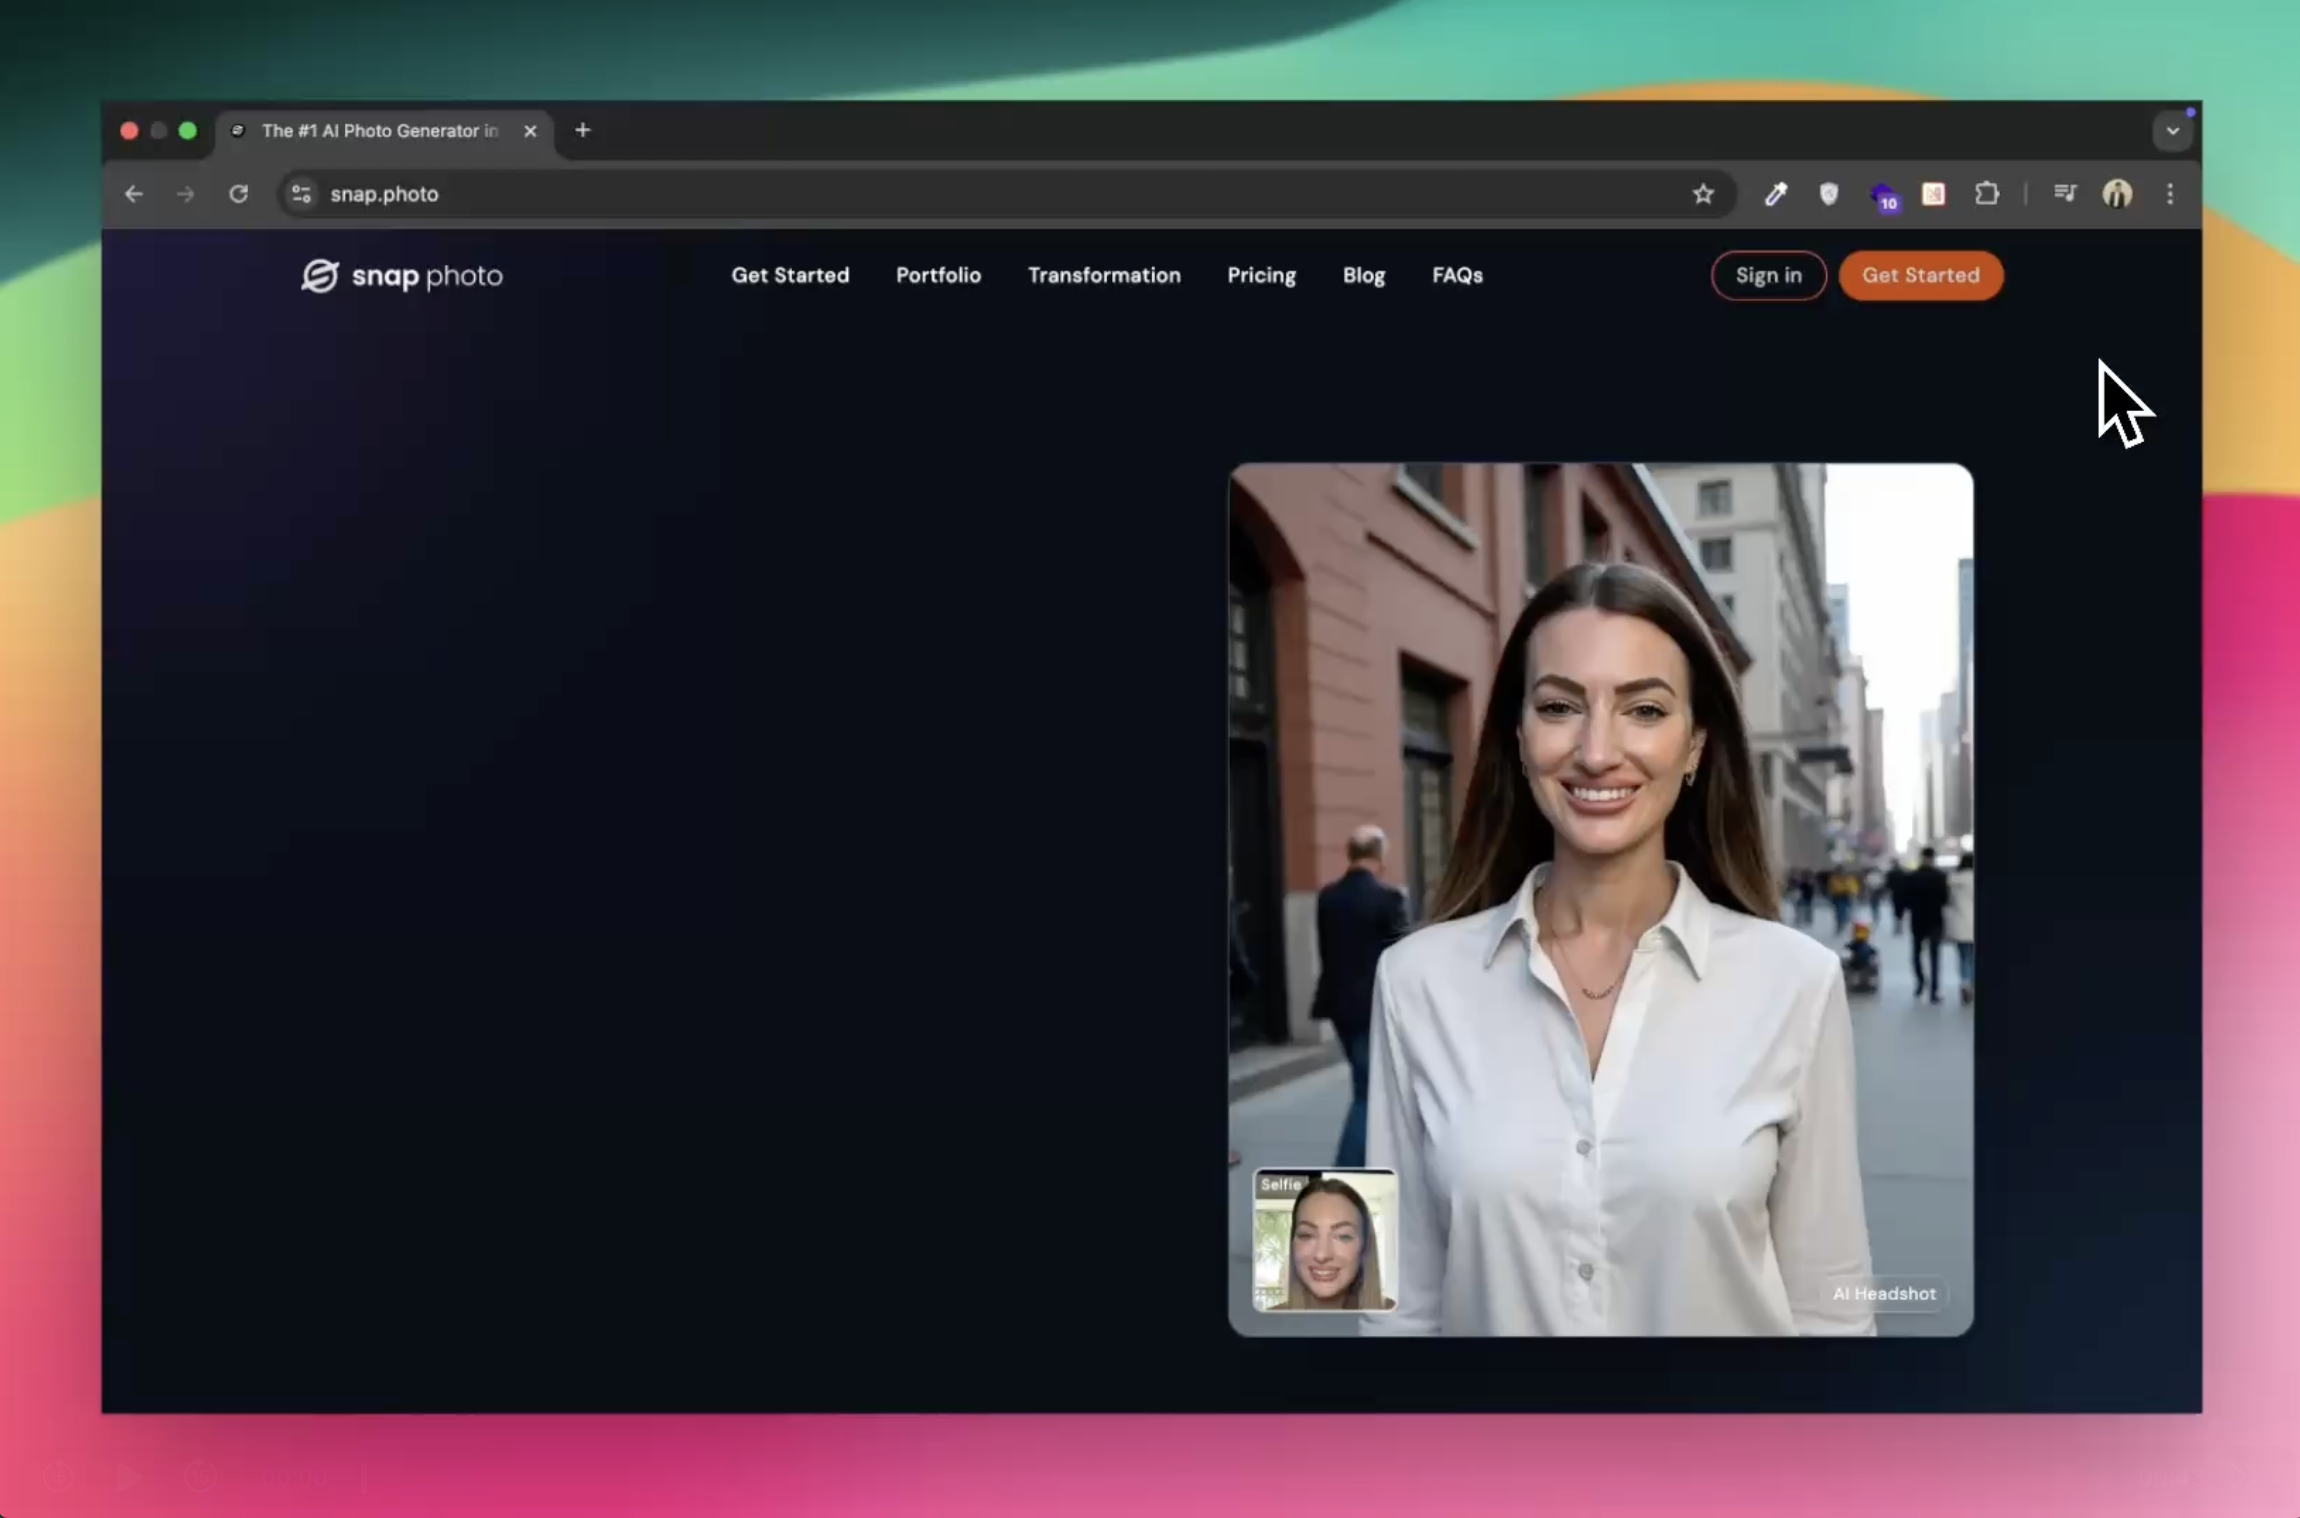 The #1 AI Photo Generator in
snap.photo
10
snap photo
Get Started
Portfolio
Transformation
Pricing
Blog
FAQs
Sign in
Get Started
Selfie
AI Headshot